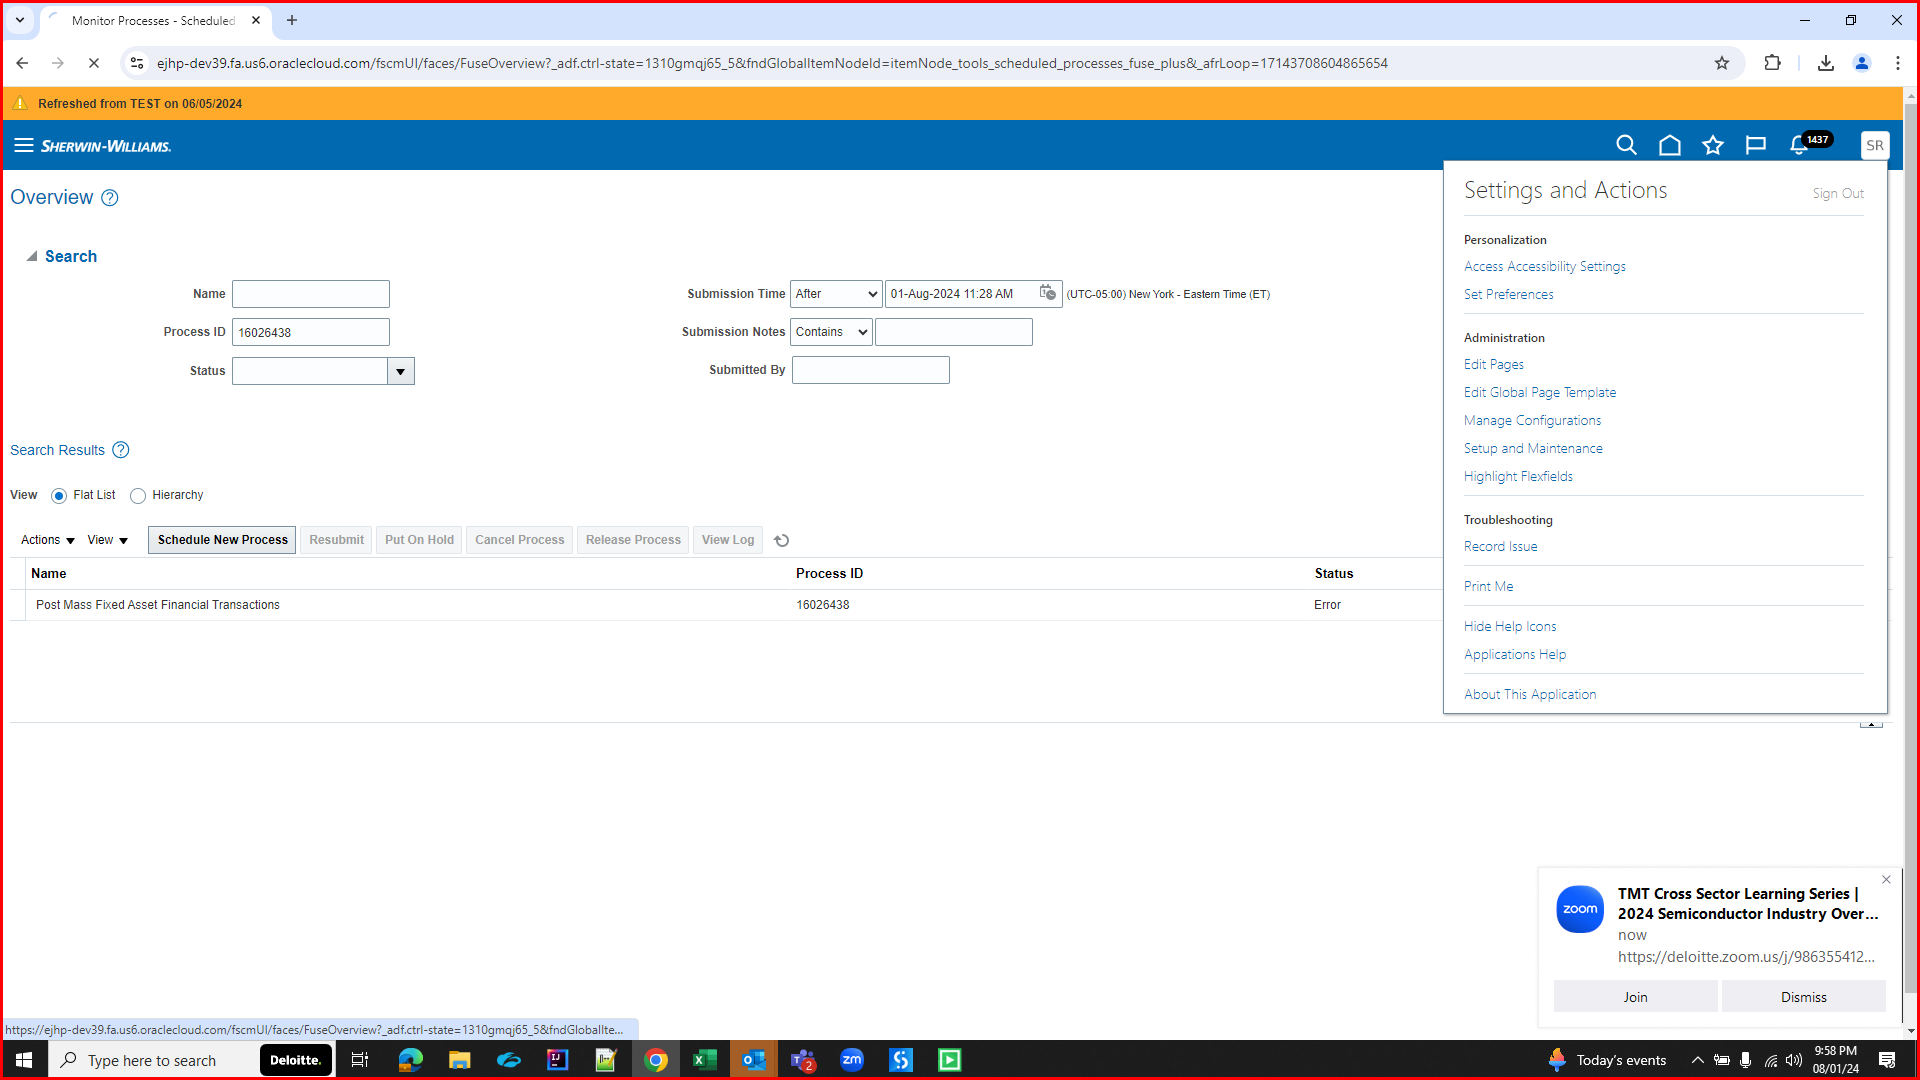 Monitor Processes - Scheduled
ejhp-dev39.fa.us6.oraclecloud.com/fscmUI/faces/FuseOverview?_adf.ctrl-state=1310gmqj65_5&fndGlobalItemNodeId=itemNode_tools_scheduled_processes_fuse_plus&_afrLoop=17143708604865654
Refreshed from TEST on 06/05/2024
SHERWIN-WILLIAMS.
1437
SR
Overview
Settings and Actions
Sign Out
Search
Personalization
Access Accessibility Settings
Set Preferences
Name
Submission Time After 01-Aug-2024 11:28 AM (UTC-05:00) New York - Eastern Time (ET)
Process ID 16026438
Submission Notes Contains
Status
Submitted By
Administration
Edit Pages
Edit Global Page Template
Manage Configurations
Setup and Maintenance
Highlight Flexfields
Search Results
View Flat List Hierarchy
Troubleshooting
Record Issue
Actions View Schedule New Process Resubmit Put On Hold Cancel Process Release Process View Log
Name Process ID Status
Post Mass Fixed Asset Financial Transactions 16026438 Error
Print Me
Hide Help Icons
Applications Help
About This Application
zoom
TMT Cross Sector Learning Series |
2024 Semiconductor Industry Over...
now
https://deloitte.zoom.us/j/986355412...
Join Dismiss
https://ejhp-dev39.fa.us6.oraclecloud.com/fscmUI/faces/FuseOverview?_adf.ctrl-state=1310gmqj65_5&fndGlobalIte...
Type here to search
Deloitte.
zm
2
Today's events
9:58 PM
08/01/24